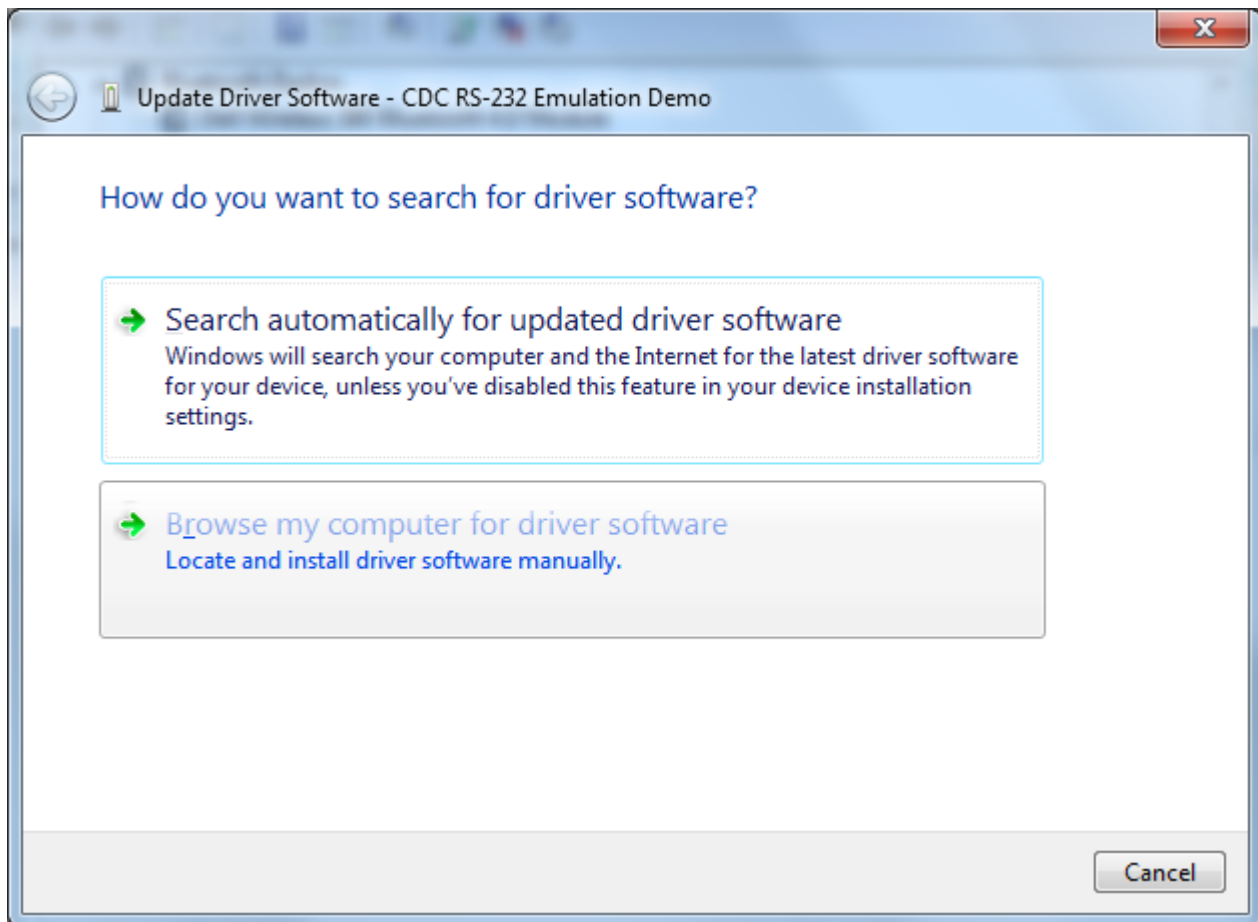 Update Driver Software - CDC RS-232 Emulation Demo
How do you want to search for driver software?
Search automatically for updated driver software
Windows will search your computer and the Internet for the latest driver software
for your device, unless you've disabled this feature in your device installation
settings.
Browse my computer for driver software
Locate and install driver software manually.
Cancel